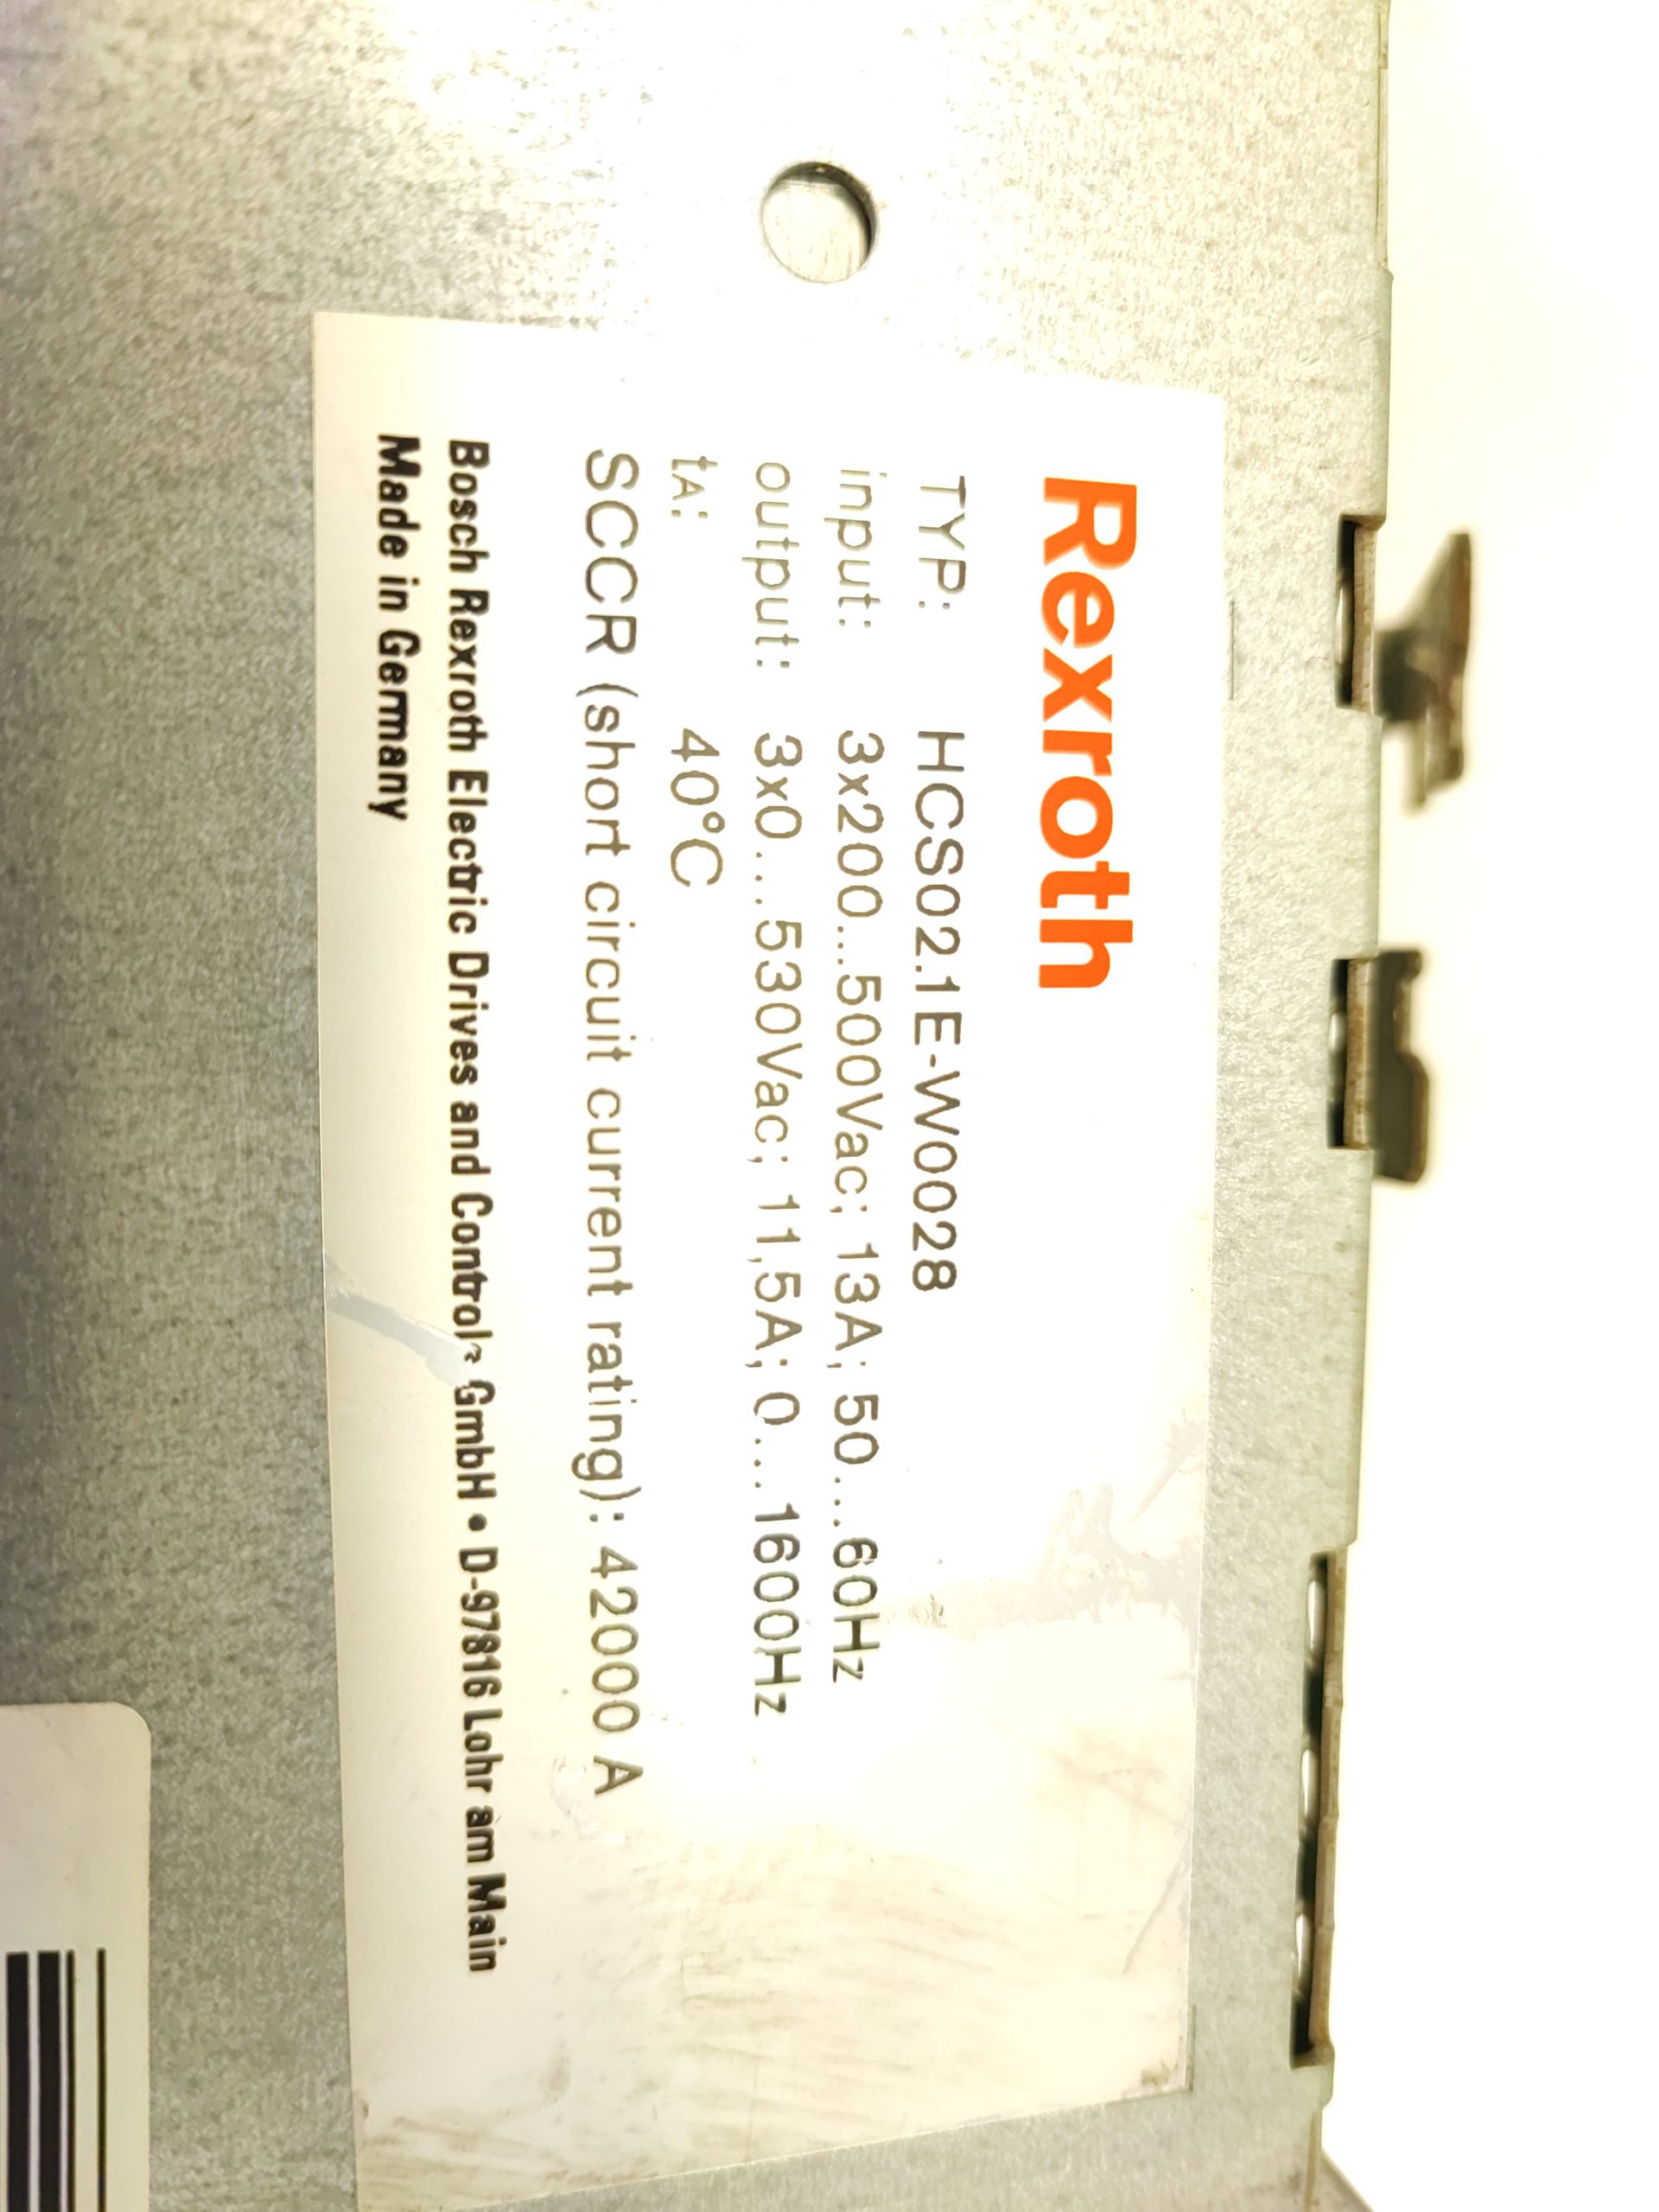 Rexroth
TYP: HCS02.1E-W0028
input: 3x200...500Vac; 13A; 50...60Hz
output: 3x0...530Vac; 11,5A; 0...1600Hz
tA: 40°C
SCCR (short circuit current rating): 42000 A
Bosch Rexroth Electric Drives and Controls GmbH • D-97816 Lohr am Main
Made in Germany